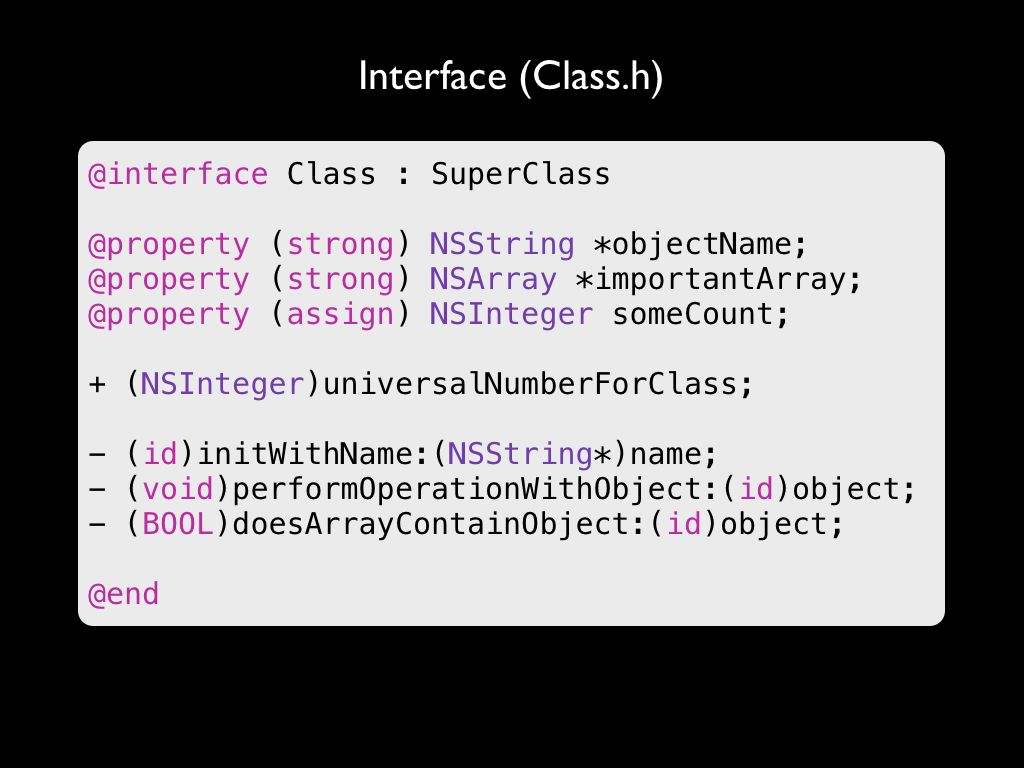 Interface (Class.h)
@interface Class : SuperClass
@property (strong) NSString *objectName;
@property (strong) NSArray *importantArray;
@property (assign) NSInteger someCount;
+ (NSInteger)universalNumberForClass;
- (id)initWithName:(NSString*)name;
- (void)performOperationWithObject:(id)object;
- (BOOL)doesArrayContainObject:(id)object;
@end